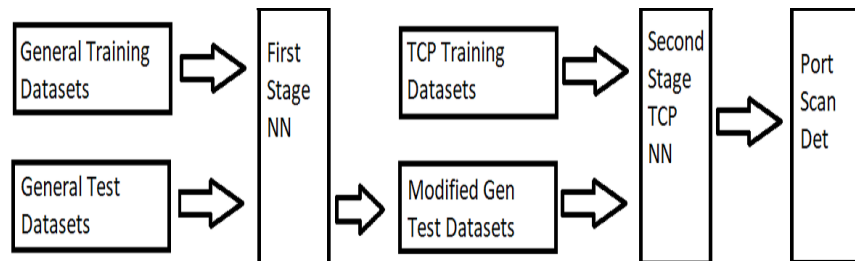 General Training
Datasets
First
Stage
NN
TCP Training
Datasets
Second
Stage
TCP
NN
Port
Scan
Det
General Test
Datasets
Modified Gen
Test Datasets